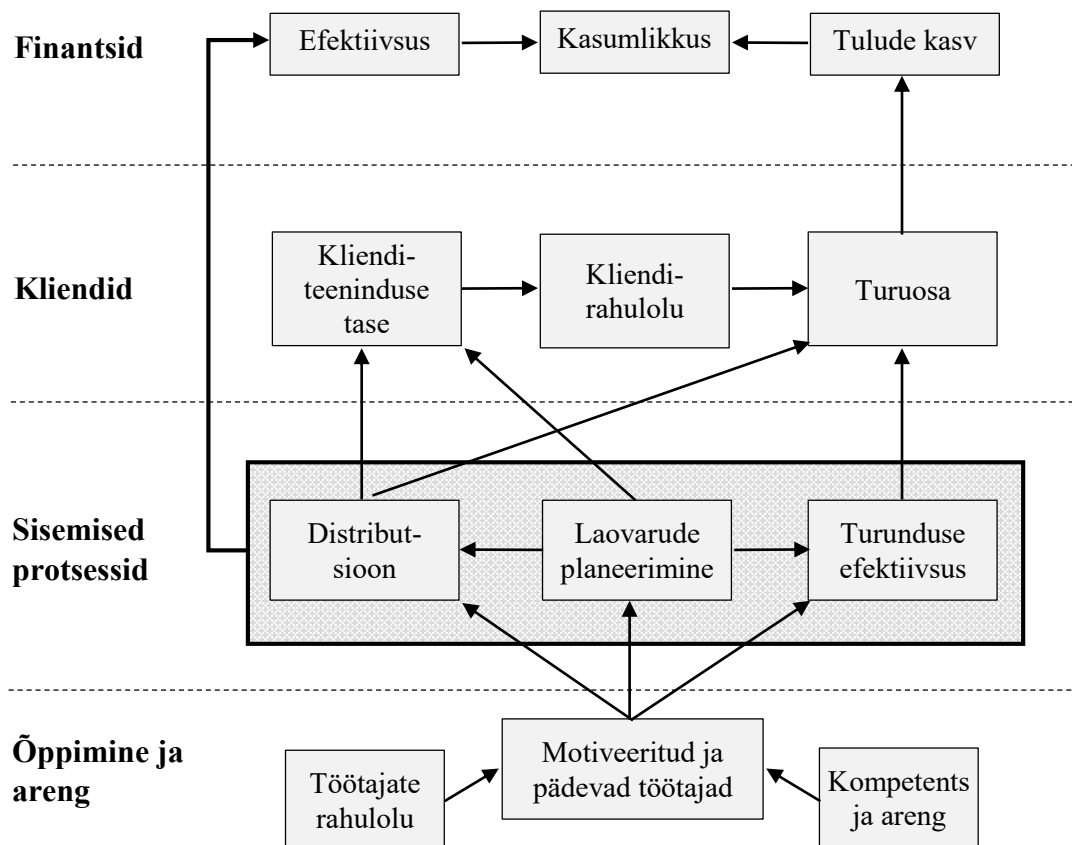 Finantsid
Efektiivsus
Kasumlikkus
Tulude kasv
Kliendid
Kliendi-
teeninduse
tase
Kliendi-
rahulolu
Turuosa
Sisemised
protsessid
Distribut-
sioon
Laovarude
planeerimine
Turunduse
efektiivsus
Õppimine ja
areng
Töötajate
rahulolu
Motiveeritud ja
pädevad töötajad
Kompetents
ja areng